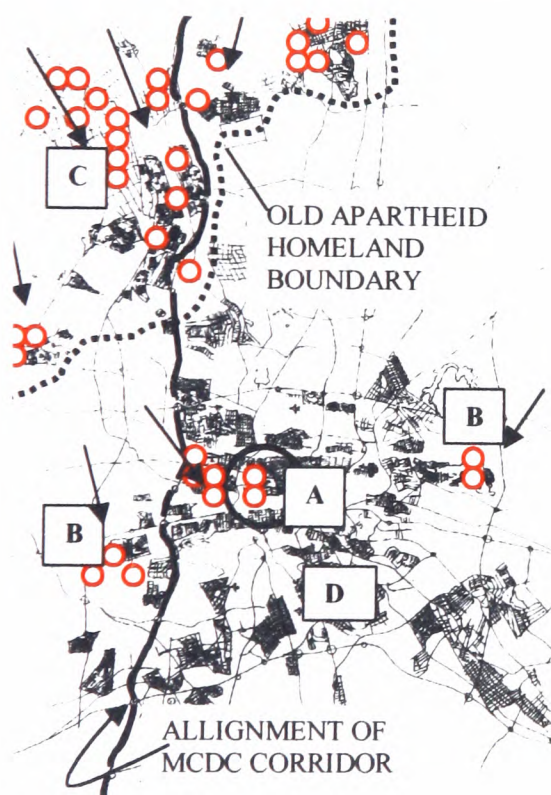 C
OLD APARTHEID
HOMELAND
BOUNDARY
B
A
B
D
ALLIGNMENT OF
MCDC CORRIDOR